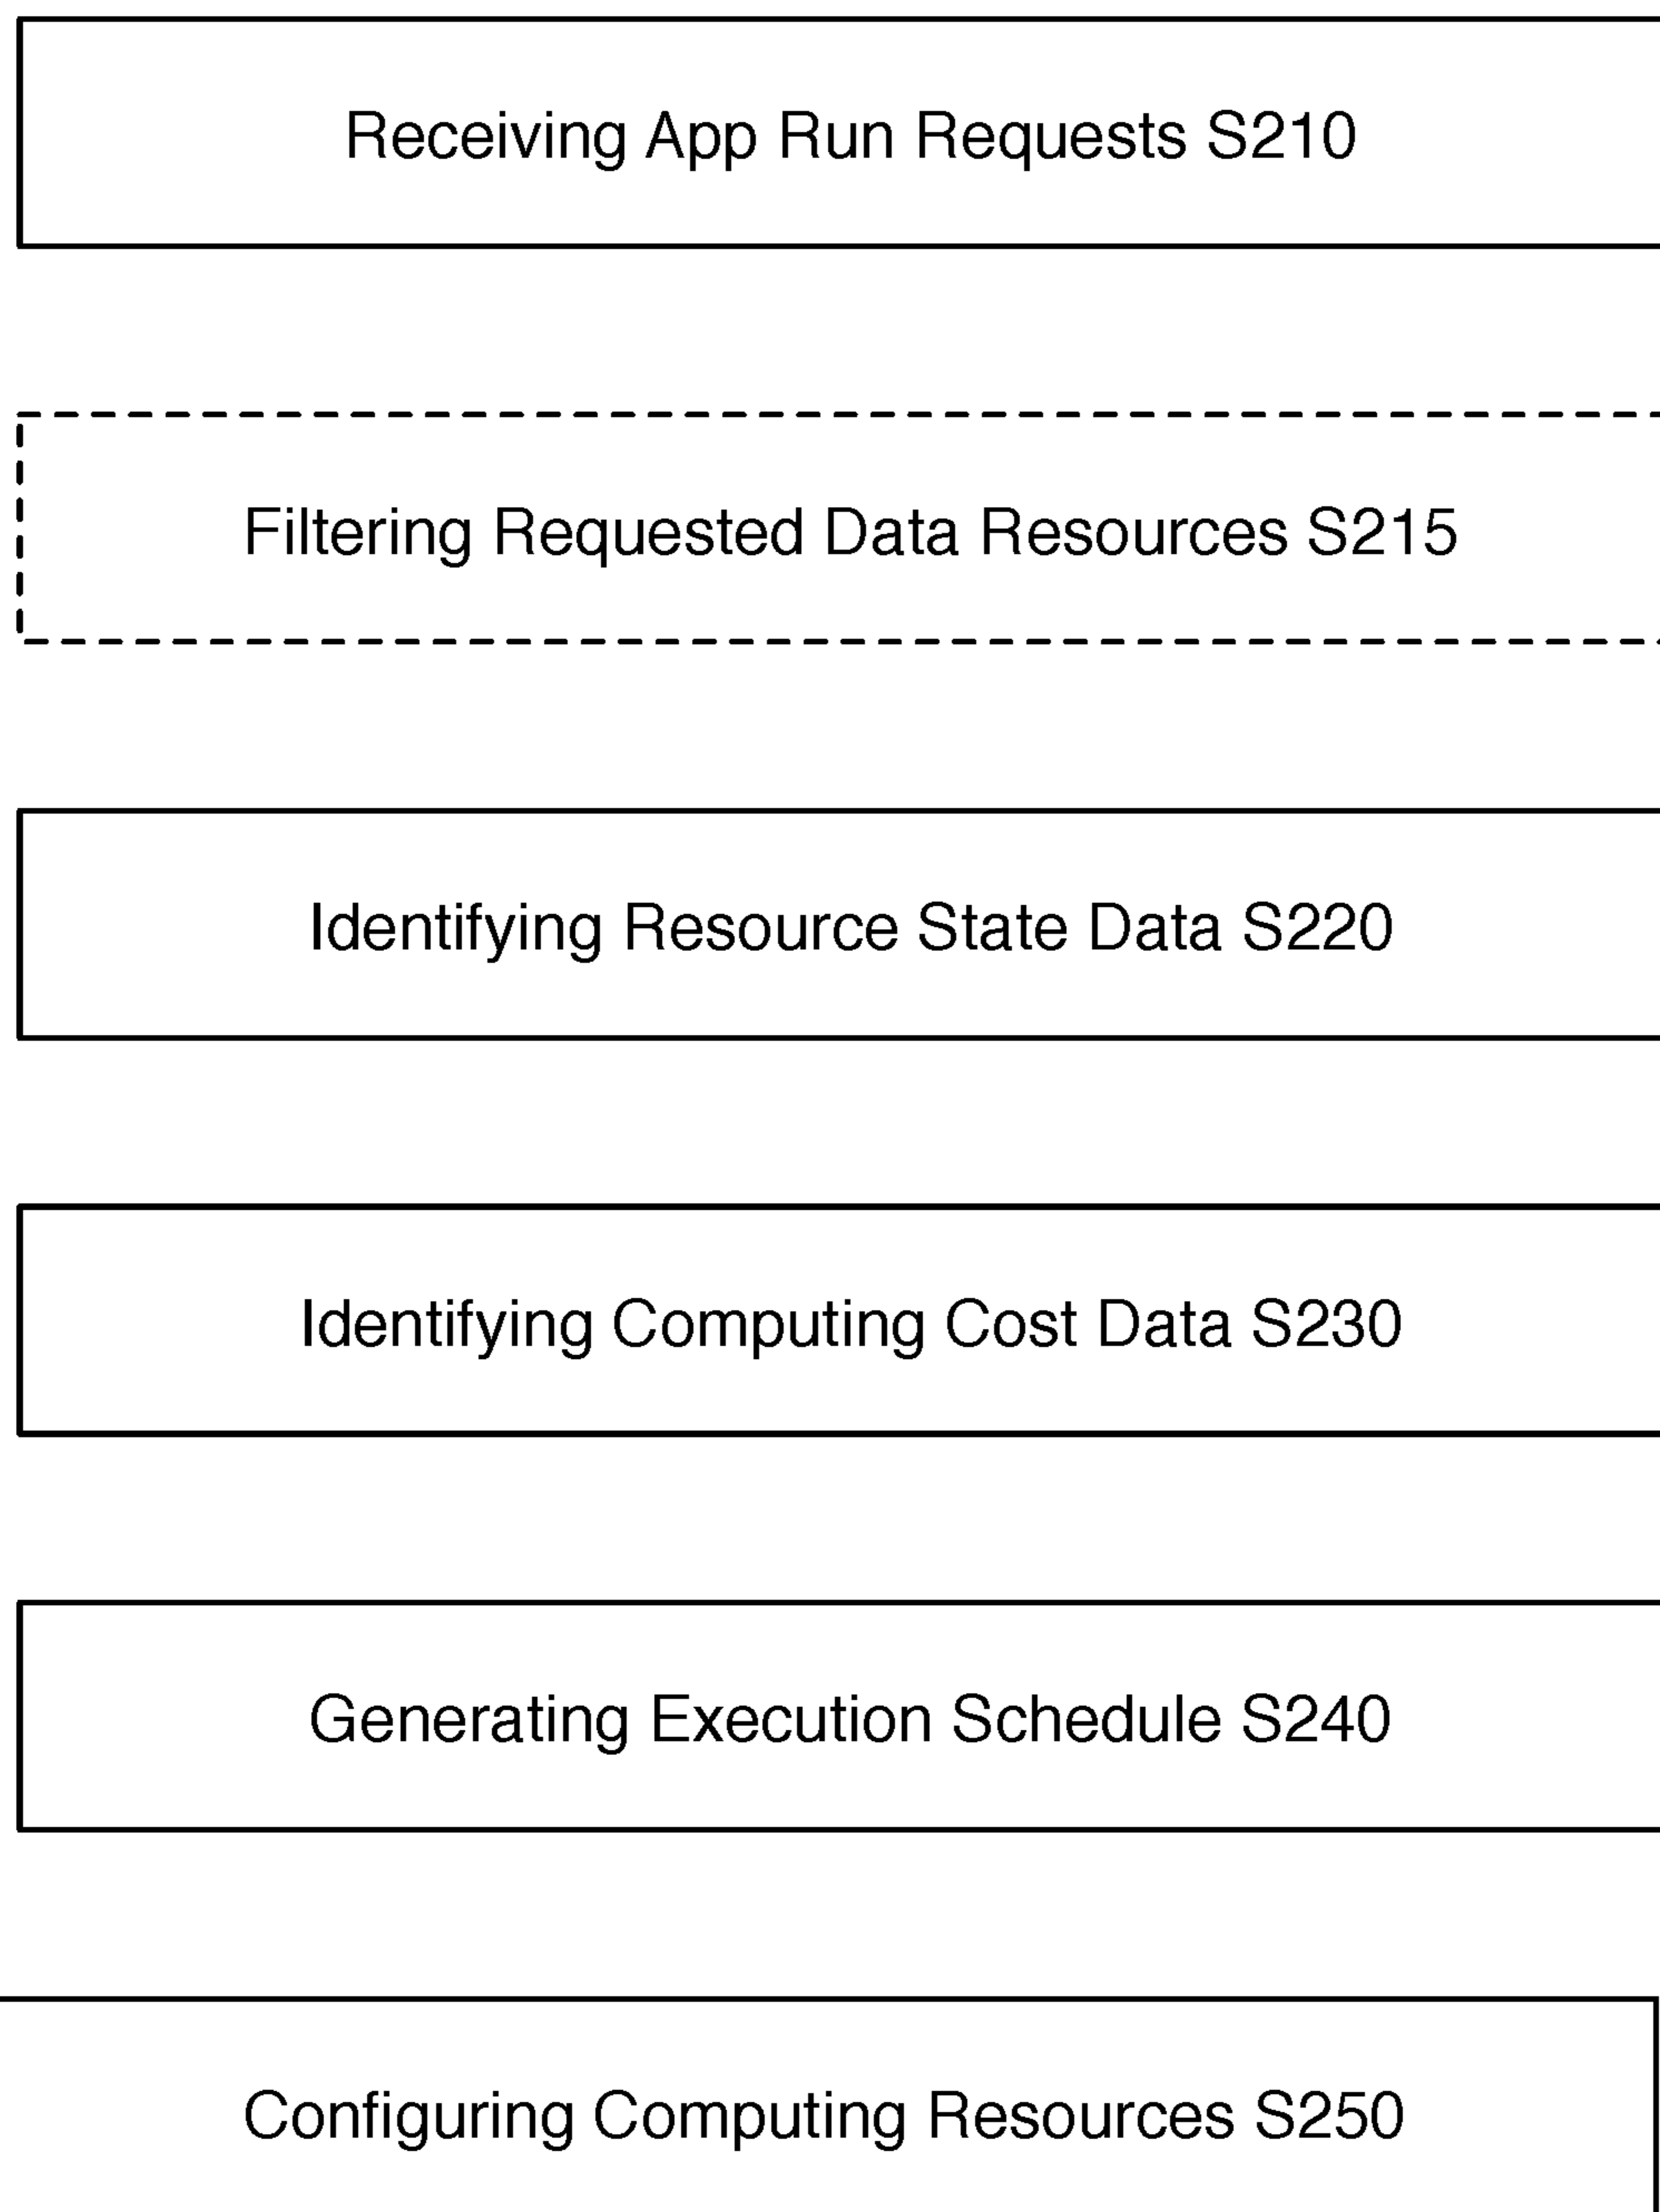 Receiving App Run Requests S210
Filtering Requested Data Resources S215
Identifying Resource State Data S220
Identifying Computing Cost Data S230
Generating Execution Schedule S240
Configuring Computing Resources S250